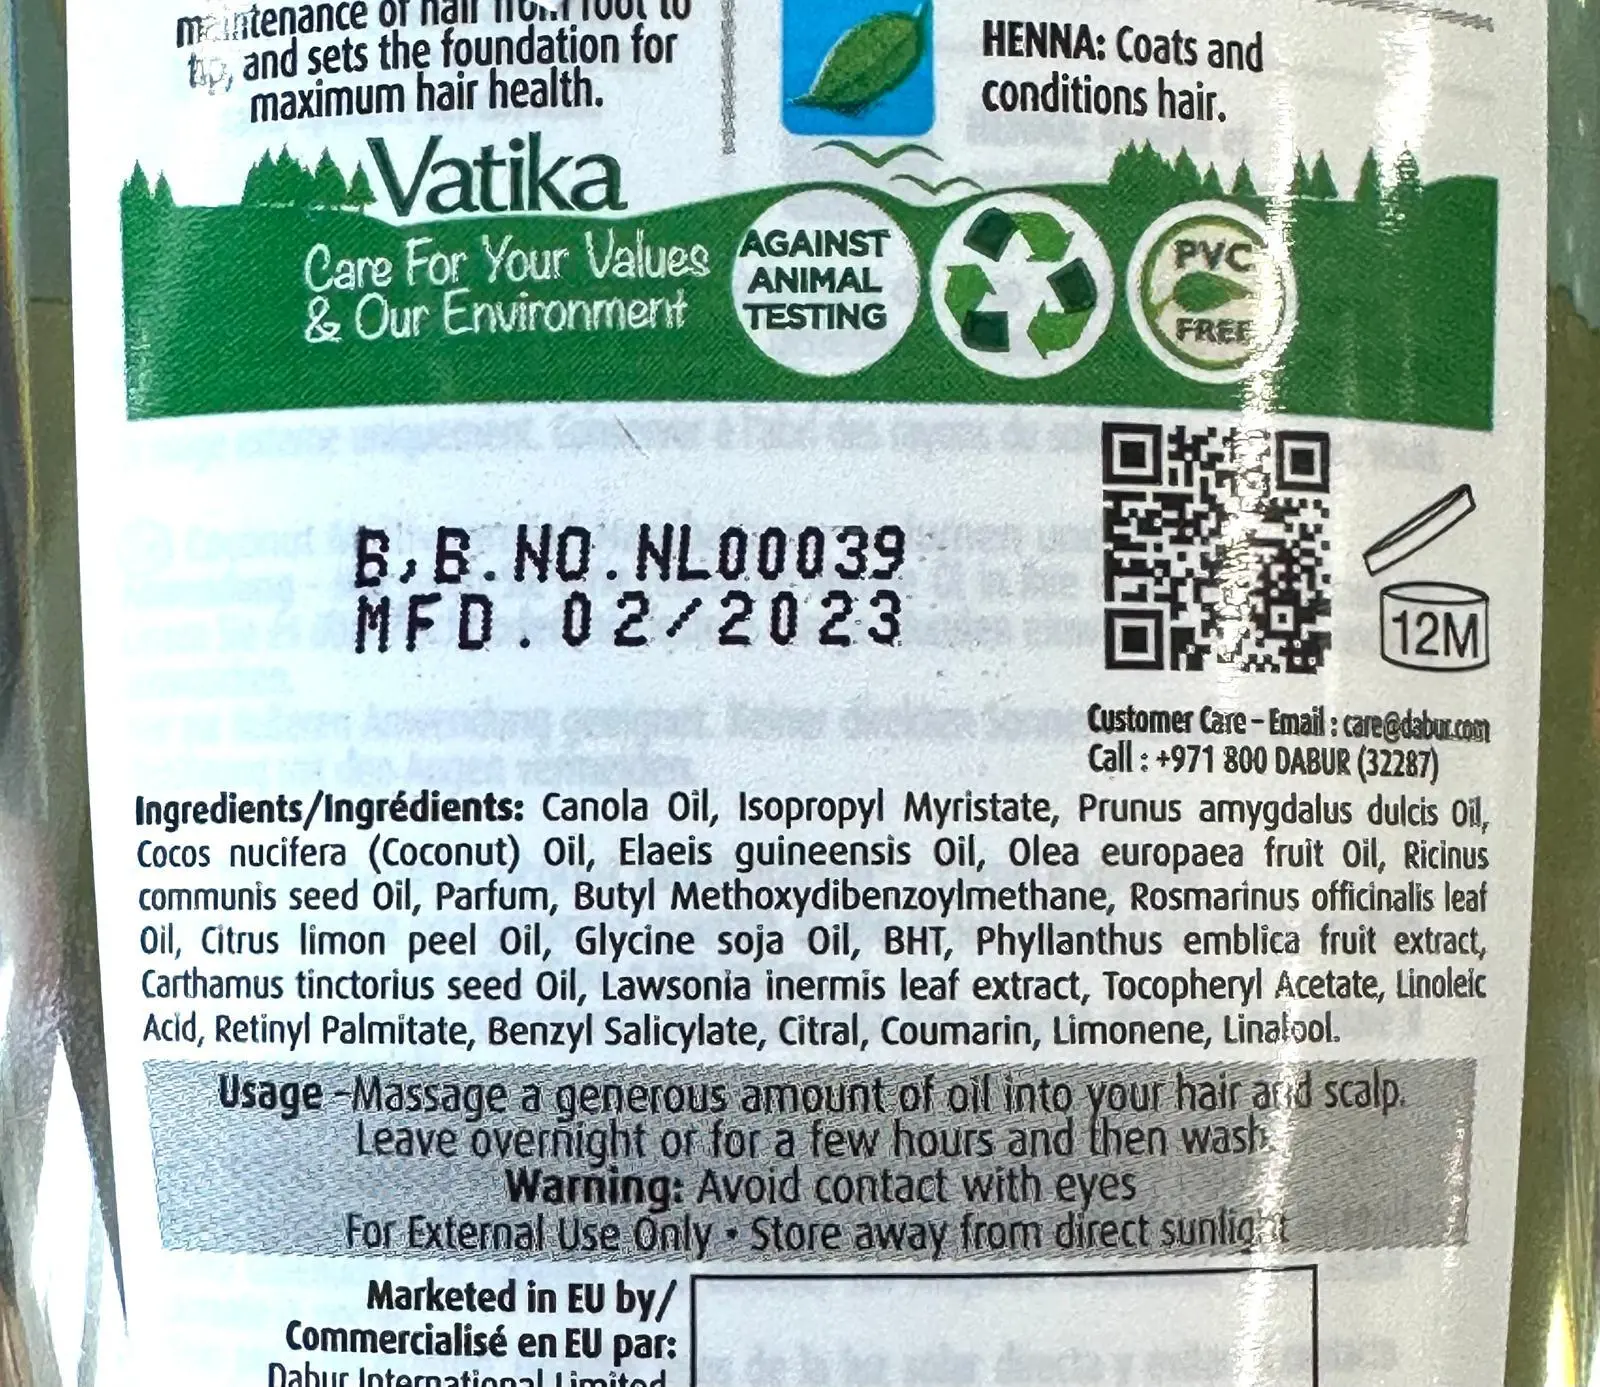 maintenance of hair from root to
tip, and sets the foundation for
maximum hair health.
HENNA: Coats and
conditions hair.
Vatika
Care For Your Values
& Our Environment
AGAINST
ANIMAL
TESTING
PVC
FREE
B,B.NO.NL00039
MFD.02/2023
12M
Customer Care - Email : care@dabur.com
Call : +971 800 DABUR (32287)
Ingredients/Ingrédients: Canola Oil, Isopropyl Myristate, Prunus amygdalus dulcis Oil,
Cocos nucifera (Coconut) Oil, Elaeis guineensis Oil, Olea europaea fruit Oil, Ricinus
communis seed Oil, Parfum, Butyl Methoxydibenzoylmethane, Rosmarinus officinalis leaf
Oil, Citrus limon peel Oil, Glycine soja Oil, BHT, Phyllanthus emblica fruit extract,
Carthamus tinctorius seed Oil, Lawsonia inermis leaf extract, Tocopheryl Acetate, Linoleic
Acid, Retinyl Palmitate, Benzyl Salicylate, Citral, Coumarin, Limonene, Linalool.
Usage -Massage a generous amount of oil into your hair and scalp.
Leave overnight or for a few hours and then wash.
Warning: Avoid contact with eyes
For External Use Only • Store away from direct sunlight
Marketed in EU by/
Commercialisé en EU par:
Dabur International Limited